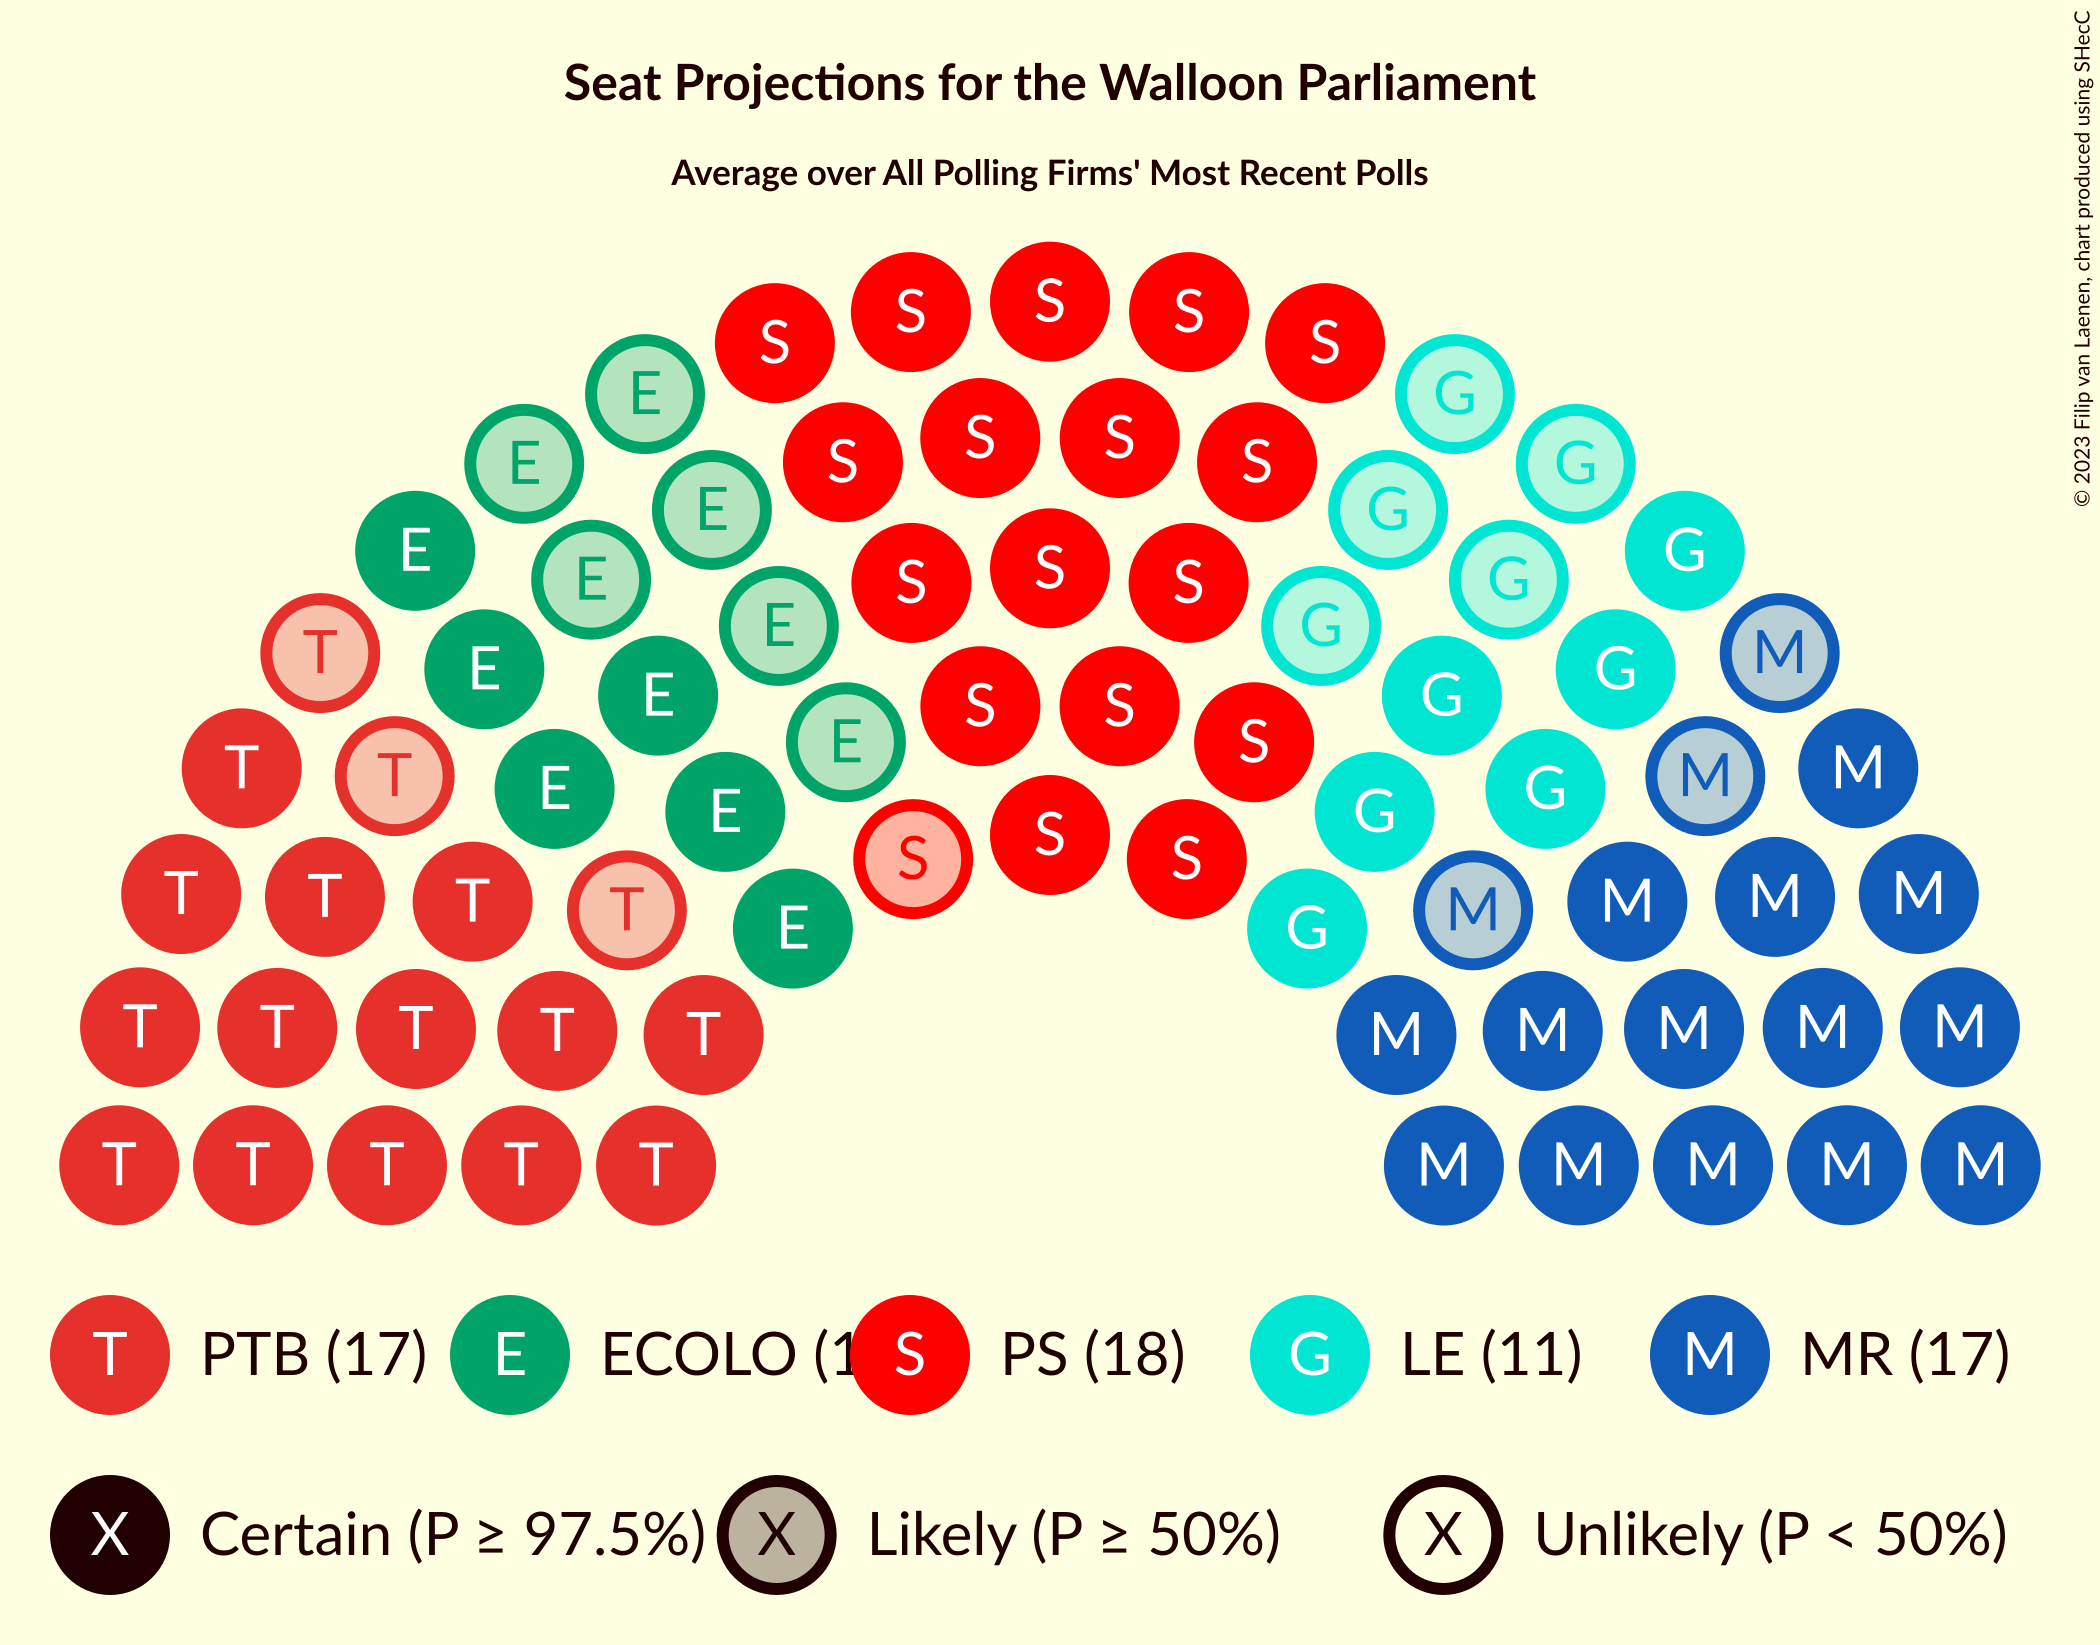 Seat Projections for the Walloon Parliament
Average over All Polling Firms' Most Recent Polls
© 2023 Filip van Laenen, chart produced using SHecC
S S S S S
E S S S S G
E E S S S G G
E E E S S S G G G
T E E E S S S G G G M
T T E E E S S S G G G M M
T T T T E G M M M M
T T T T T M M M M M
T T T T T M M M M M
T PTB (17) E ECOLO (1 S PS (18) G LE (11) M MR (17)
X Certain (P ≥ 97.5%) X Likely (P ≥ 50%) X Unlikely (P < 50%)